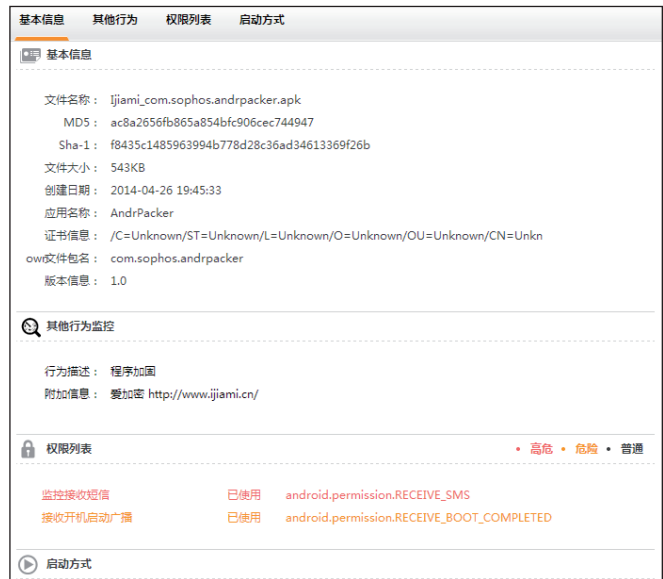 基本信息 其他行为 权限列表 启动方式
基本信息
文件名称： Ijiami_com.sophos.andrpacker.apk
MD5： ac8a2656fb865a854bfc906cec744947
Sha-1： f8435c1485963994b778d28c36ad34613369f26b
文件大小： 543KB
创建日期： 2014-04-26 19:45:33
应用名称： AndrPacker
证书信息： /C=Unknown/ST=Unknown/L=Unknown/O=Unknown/OU=Unknown/CN=Unkn
own文件包名： com.sophos.andrpacker
版本信息： 1.0
其他行为监控
行为描述： 程序加固
附加信息： 爱加密 http://www.ijiami.cn/
权限列表 • 高危 • 危险 • 普通
监控接收短信 已使用 android.permission.RECEIVE_SMS
接收开机启动广播 已使用 android.permission.RECEIVE_BOOT_COMPLETED
启动方式